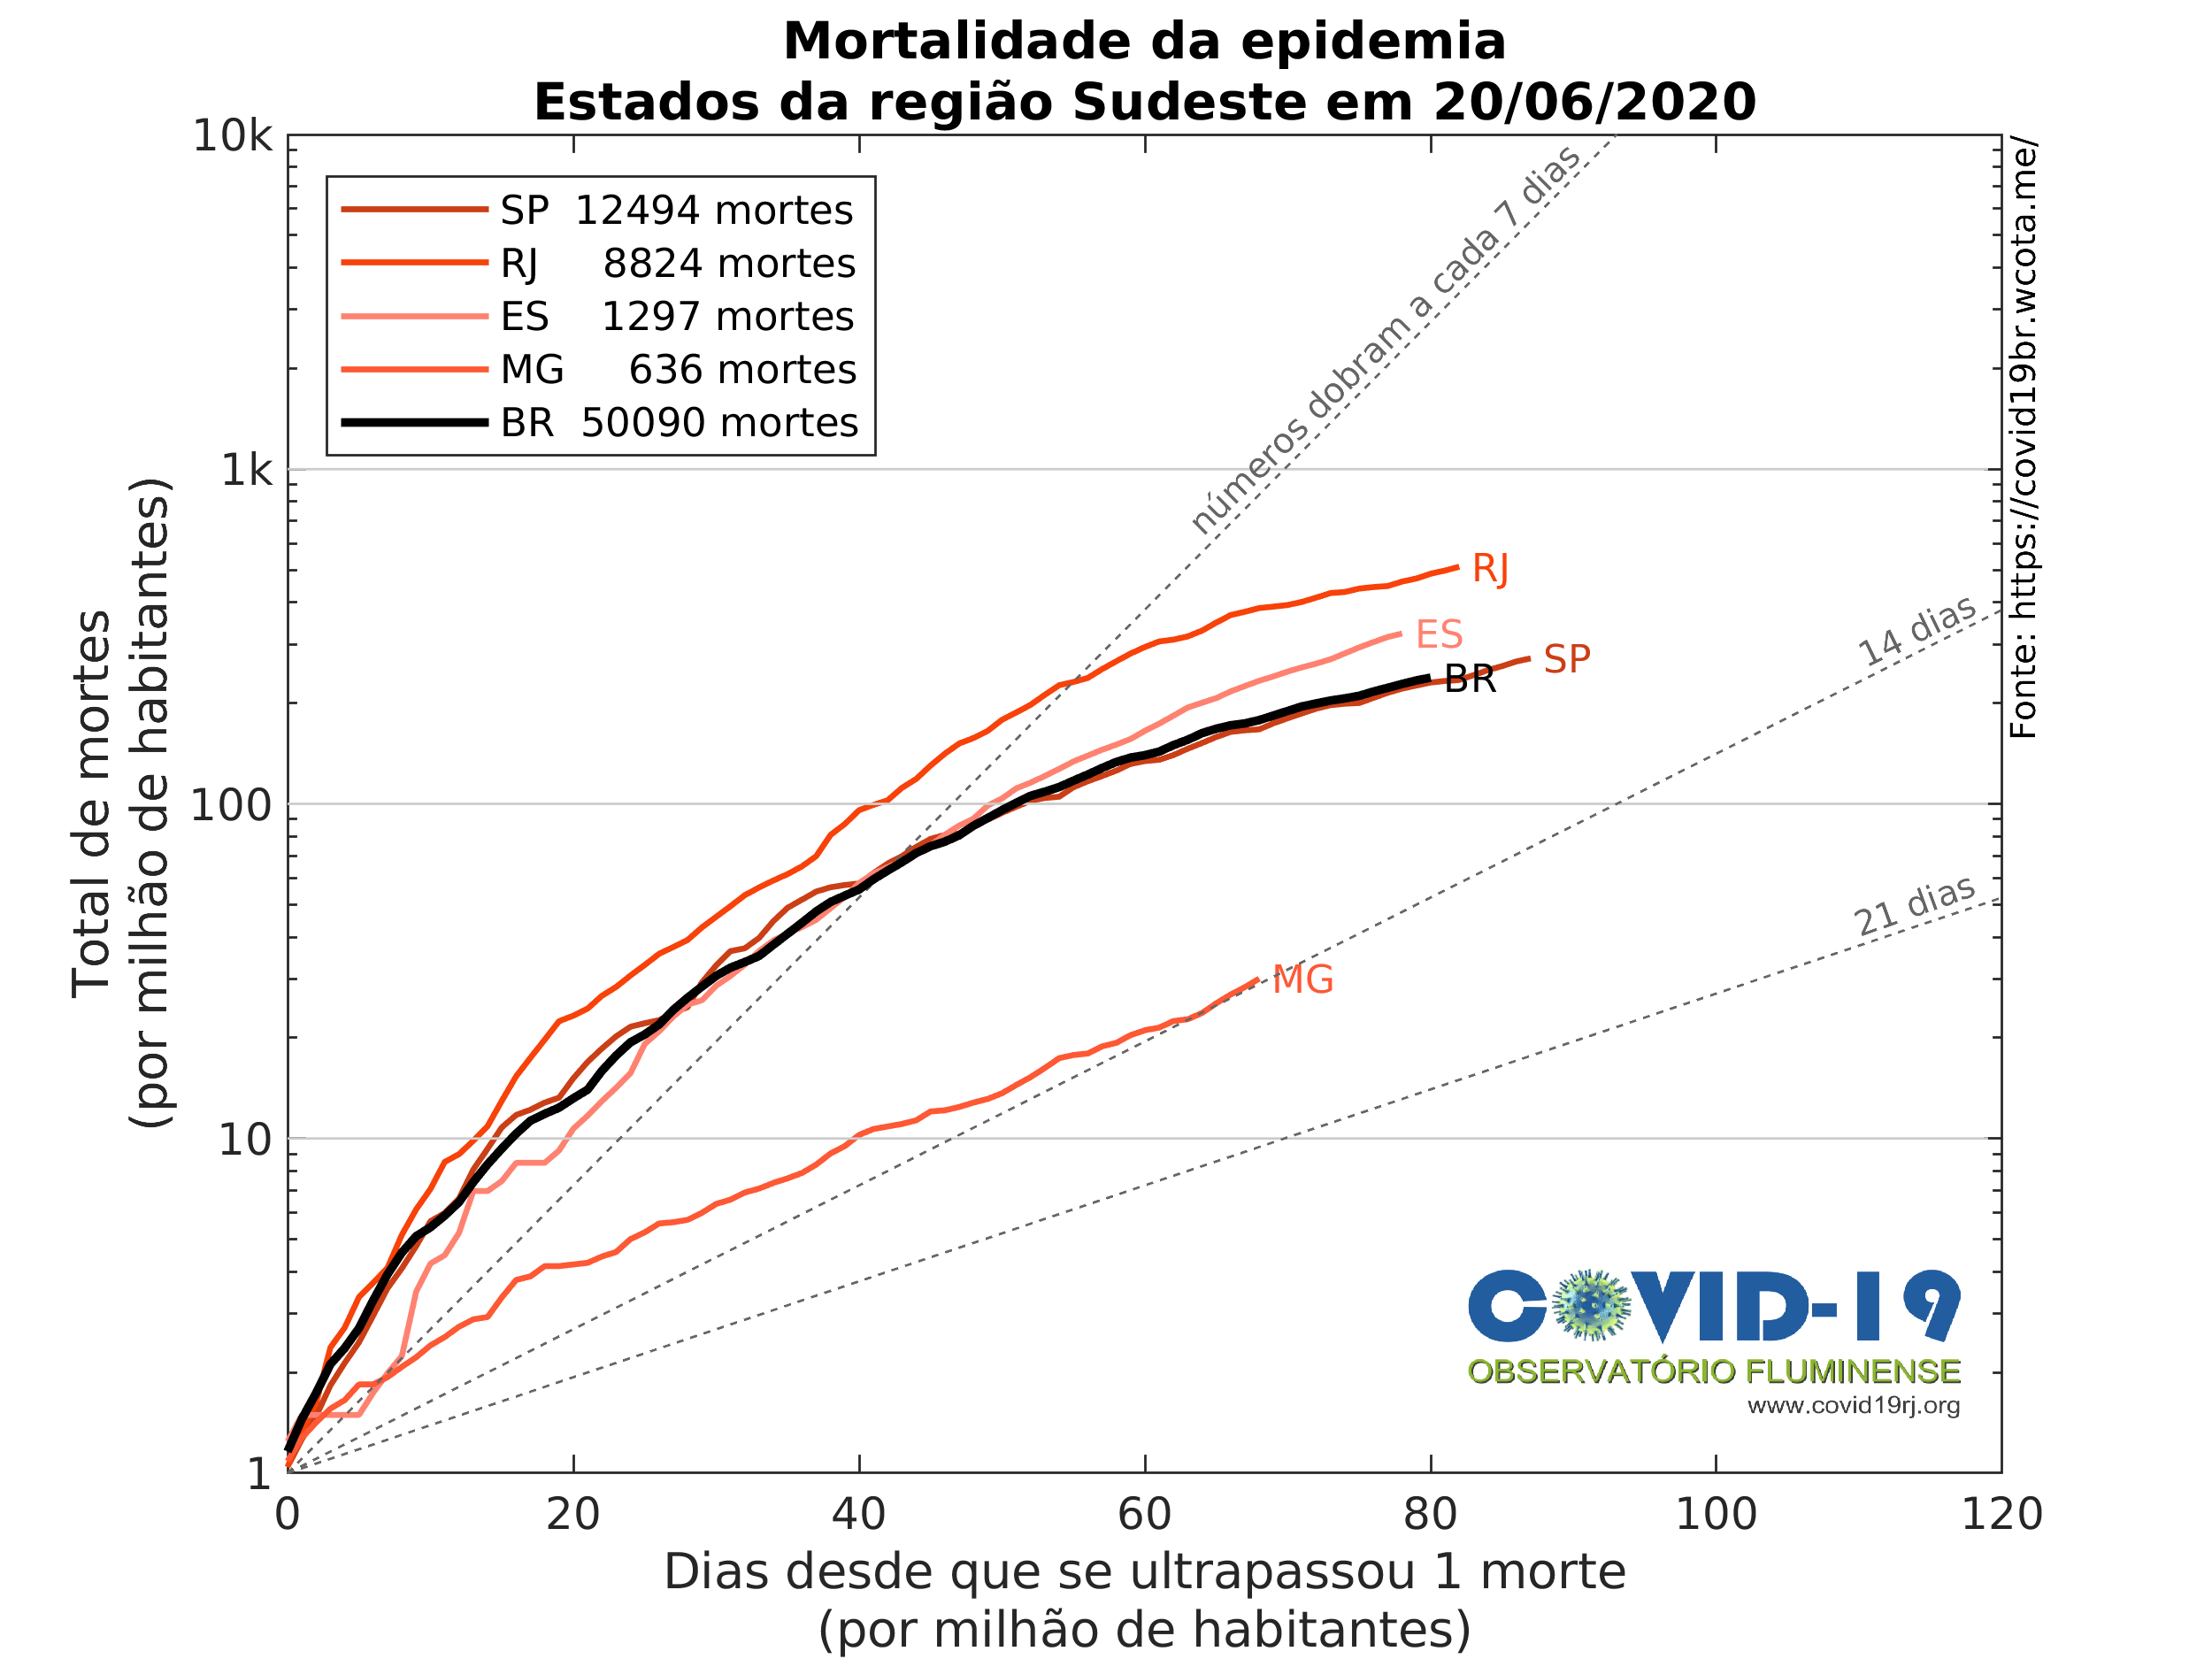 Mortalidade da epidemia
Estados da região Sudeste em 20/06/2020
10k
1k
100
10
1
SP 12494 mortes
RJ 8824 mortes
ES 1297 mortes
MG 636 mortes
BR 50090 mortes
Total de mortes
(por milhão de habitantes)
números dobram a cada 7 dias
14 dias
21 dias
RJ
ES
SP
BR
MG
Fonte: https://covid19br.wcota.me/
COVID-19
OBSERVATÓRIO FLUMINENSE
www.covid19rj.org
0 20 40 60 80 100 120
Dias desde que se ultrapassou 1 morte
(por milhão de habitantes)